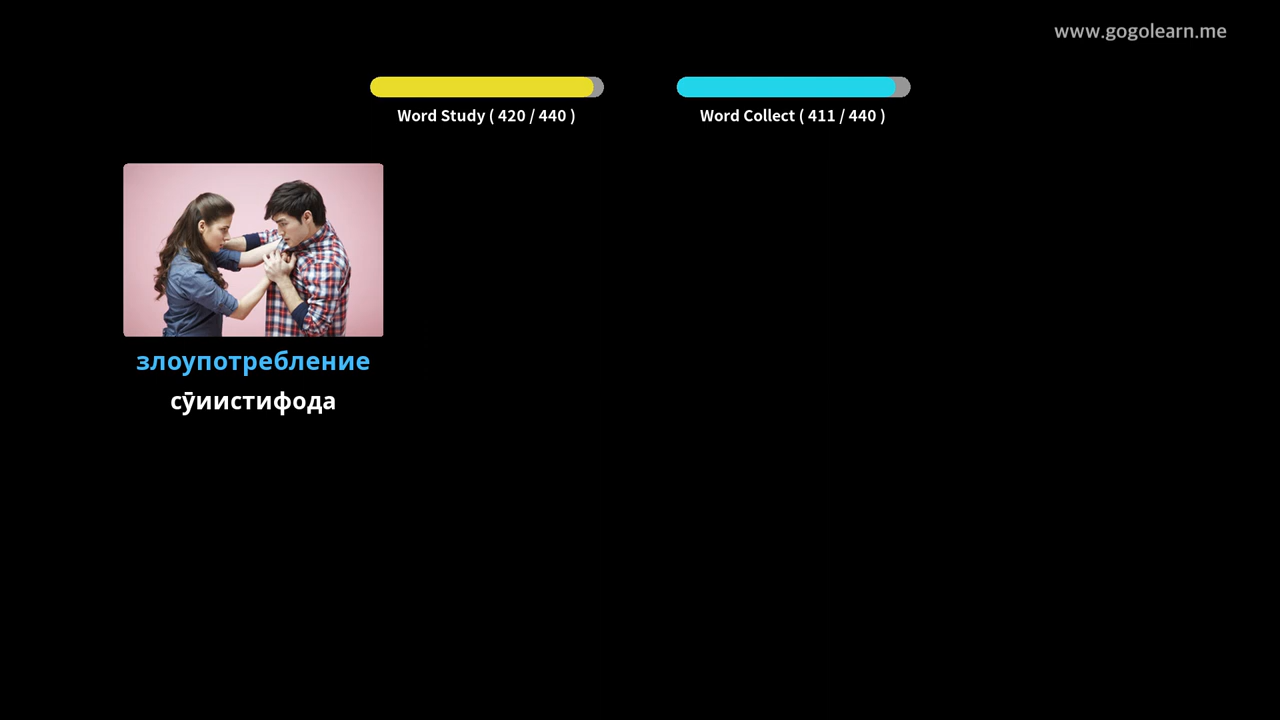 www.gogolearn.me
Word Study ( 420 / 440 )
Word Collect ( 411 / 440 )
злоупотребление
сӯиистифода